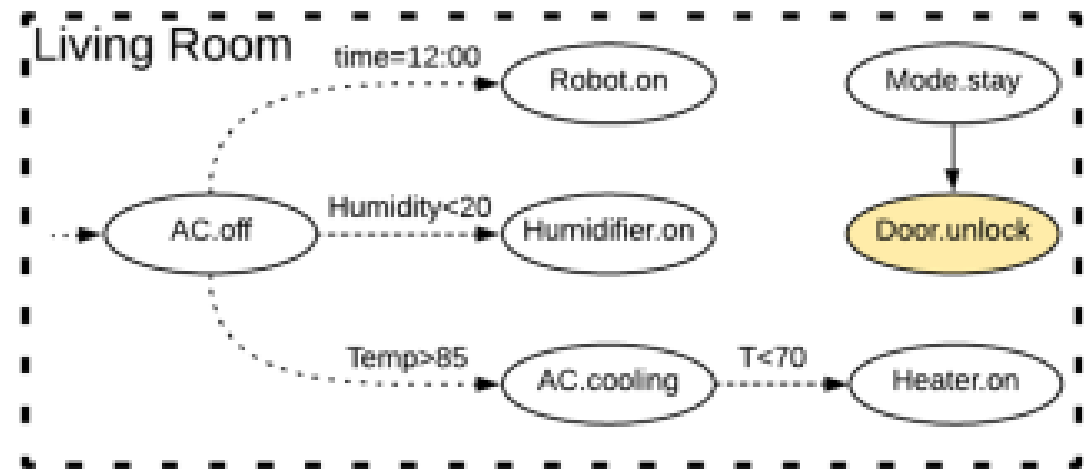 Living Room
time=12:00
Robot.on
Mode.stay
Humidity<20
AC.off
Humidifier.on
Door.unlock
Temp>85
T<70
AC.cooling
Heater.on